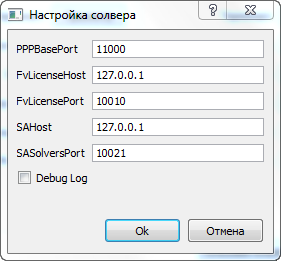 Настройка солвера
PPPBasePort 11000
FvLicenseHost 127.0.0.1
FvLicensePort 10010
SAHost 127.0.0.1
SASolversPort 10021
Debug Log
Ok Отмена